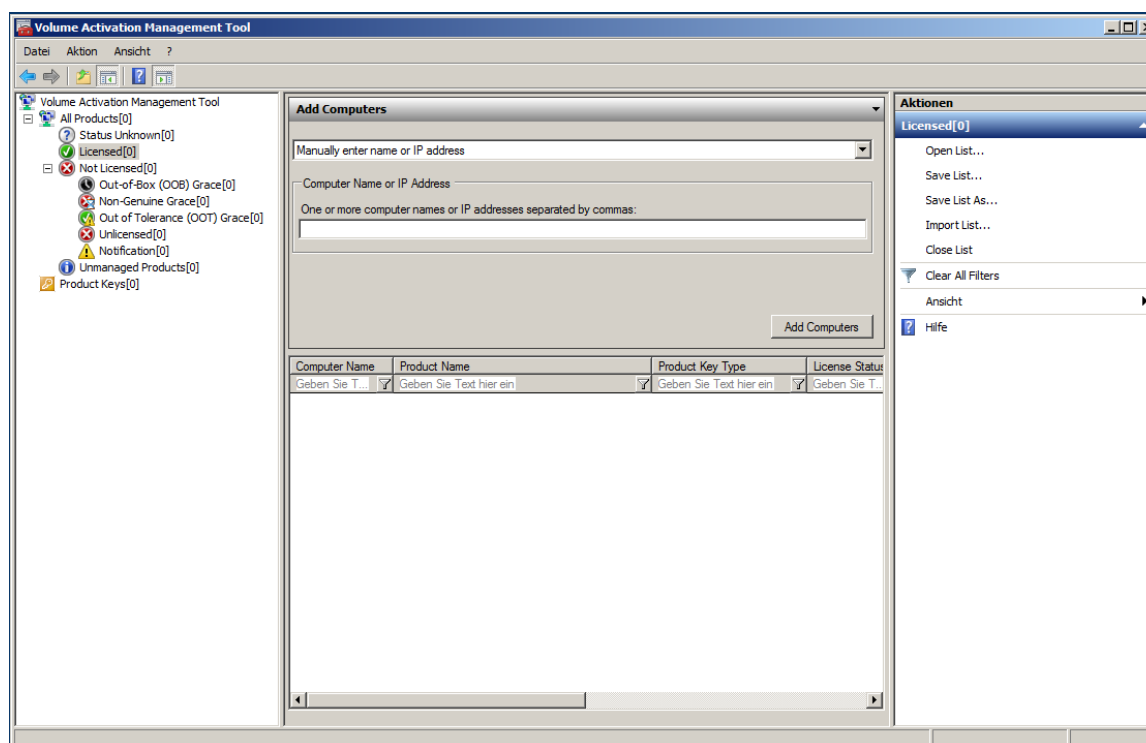 Volume Activation Management Tool
Datei Aktion Ansicht ?
Volume Activation Management Tool
All Products[0]
Status Unknown[0]
Licensed[0]
Not Licensed[0]
Out-of-Box (OOB) Grace[0]
Non-Genuine Grace[0]
Out of Tolerance (OOT) Grace[0]
Unlicensed[0]
Notification[0]
Unmanaged Products[0]
Product Keys[0]
Add Computers
Manually enter name or IP address
Computer Name or IP Address
One or more computer names or IP addresses separated by commas:
Add Computers
Computer Name Product Name Product Key Type License Status
Geben Sie T... Geben Sie Text hier ein Geben Sie Text hier ein Geben Sie T...
Aktionen
Licensed[0]
Open List...
Save List...
Save List As...
Import List...
Close List
Clear All Filters
Ansicht
Hilfe